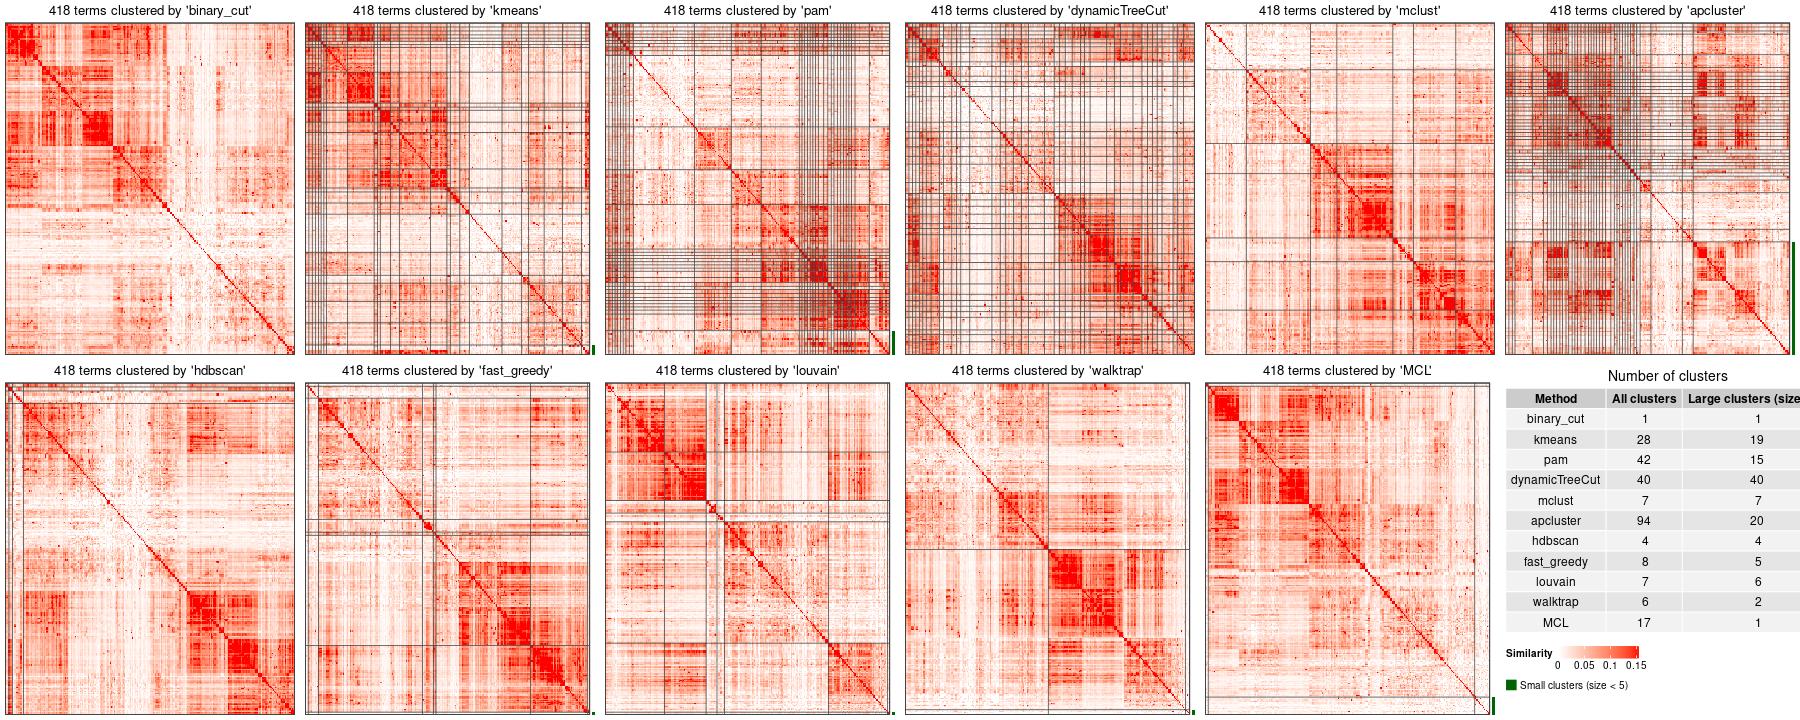 418 terms clustered by 'binary_cut'
418 terms clustered by 'kmeans'
418 terms clustered by 'pam'
418 terms clustered by 'dynamicTreeCut'
418 terms clustered by 'mclust'
418 terms clustered by 'apcluster'
418 terms clustered by 'hdbscan'
418 terms clustered by 'fast_greedy'
418 terms clustered by 'louvain'
418 terms clustered by 'walktrap'
418 terms clustered by 'MCL'
Number of clusters
Method All clusters Large clusters (size
binary_cut 1 1
kmeans 28 19
pam 42 15
dynamicTreeCut 40 40
mclust 7 7
apcluster 94 20
hdbscan 4 4
fast_greedy 8 5
louvain 7 6
walktrap 6 2
MCL 17 1
Similarity
0 0.05 0.1 0.15
Small clusters (size < 5)